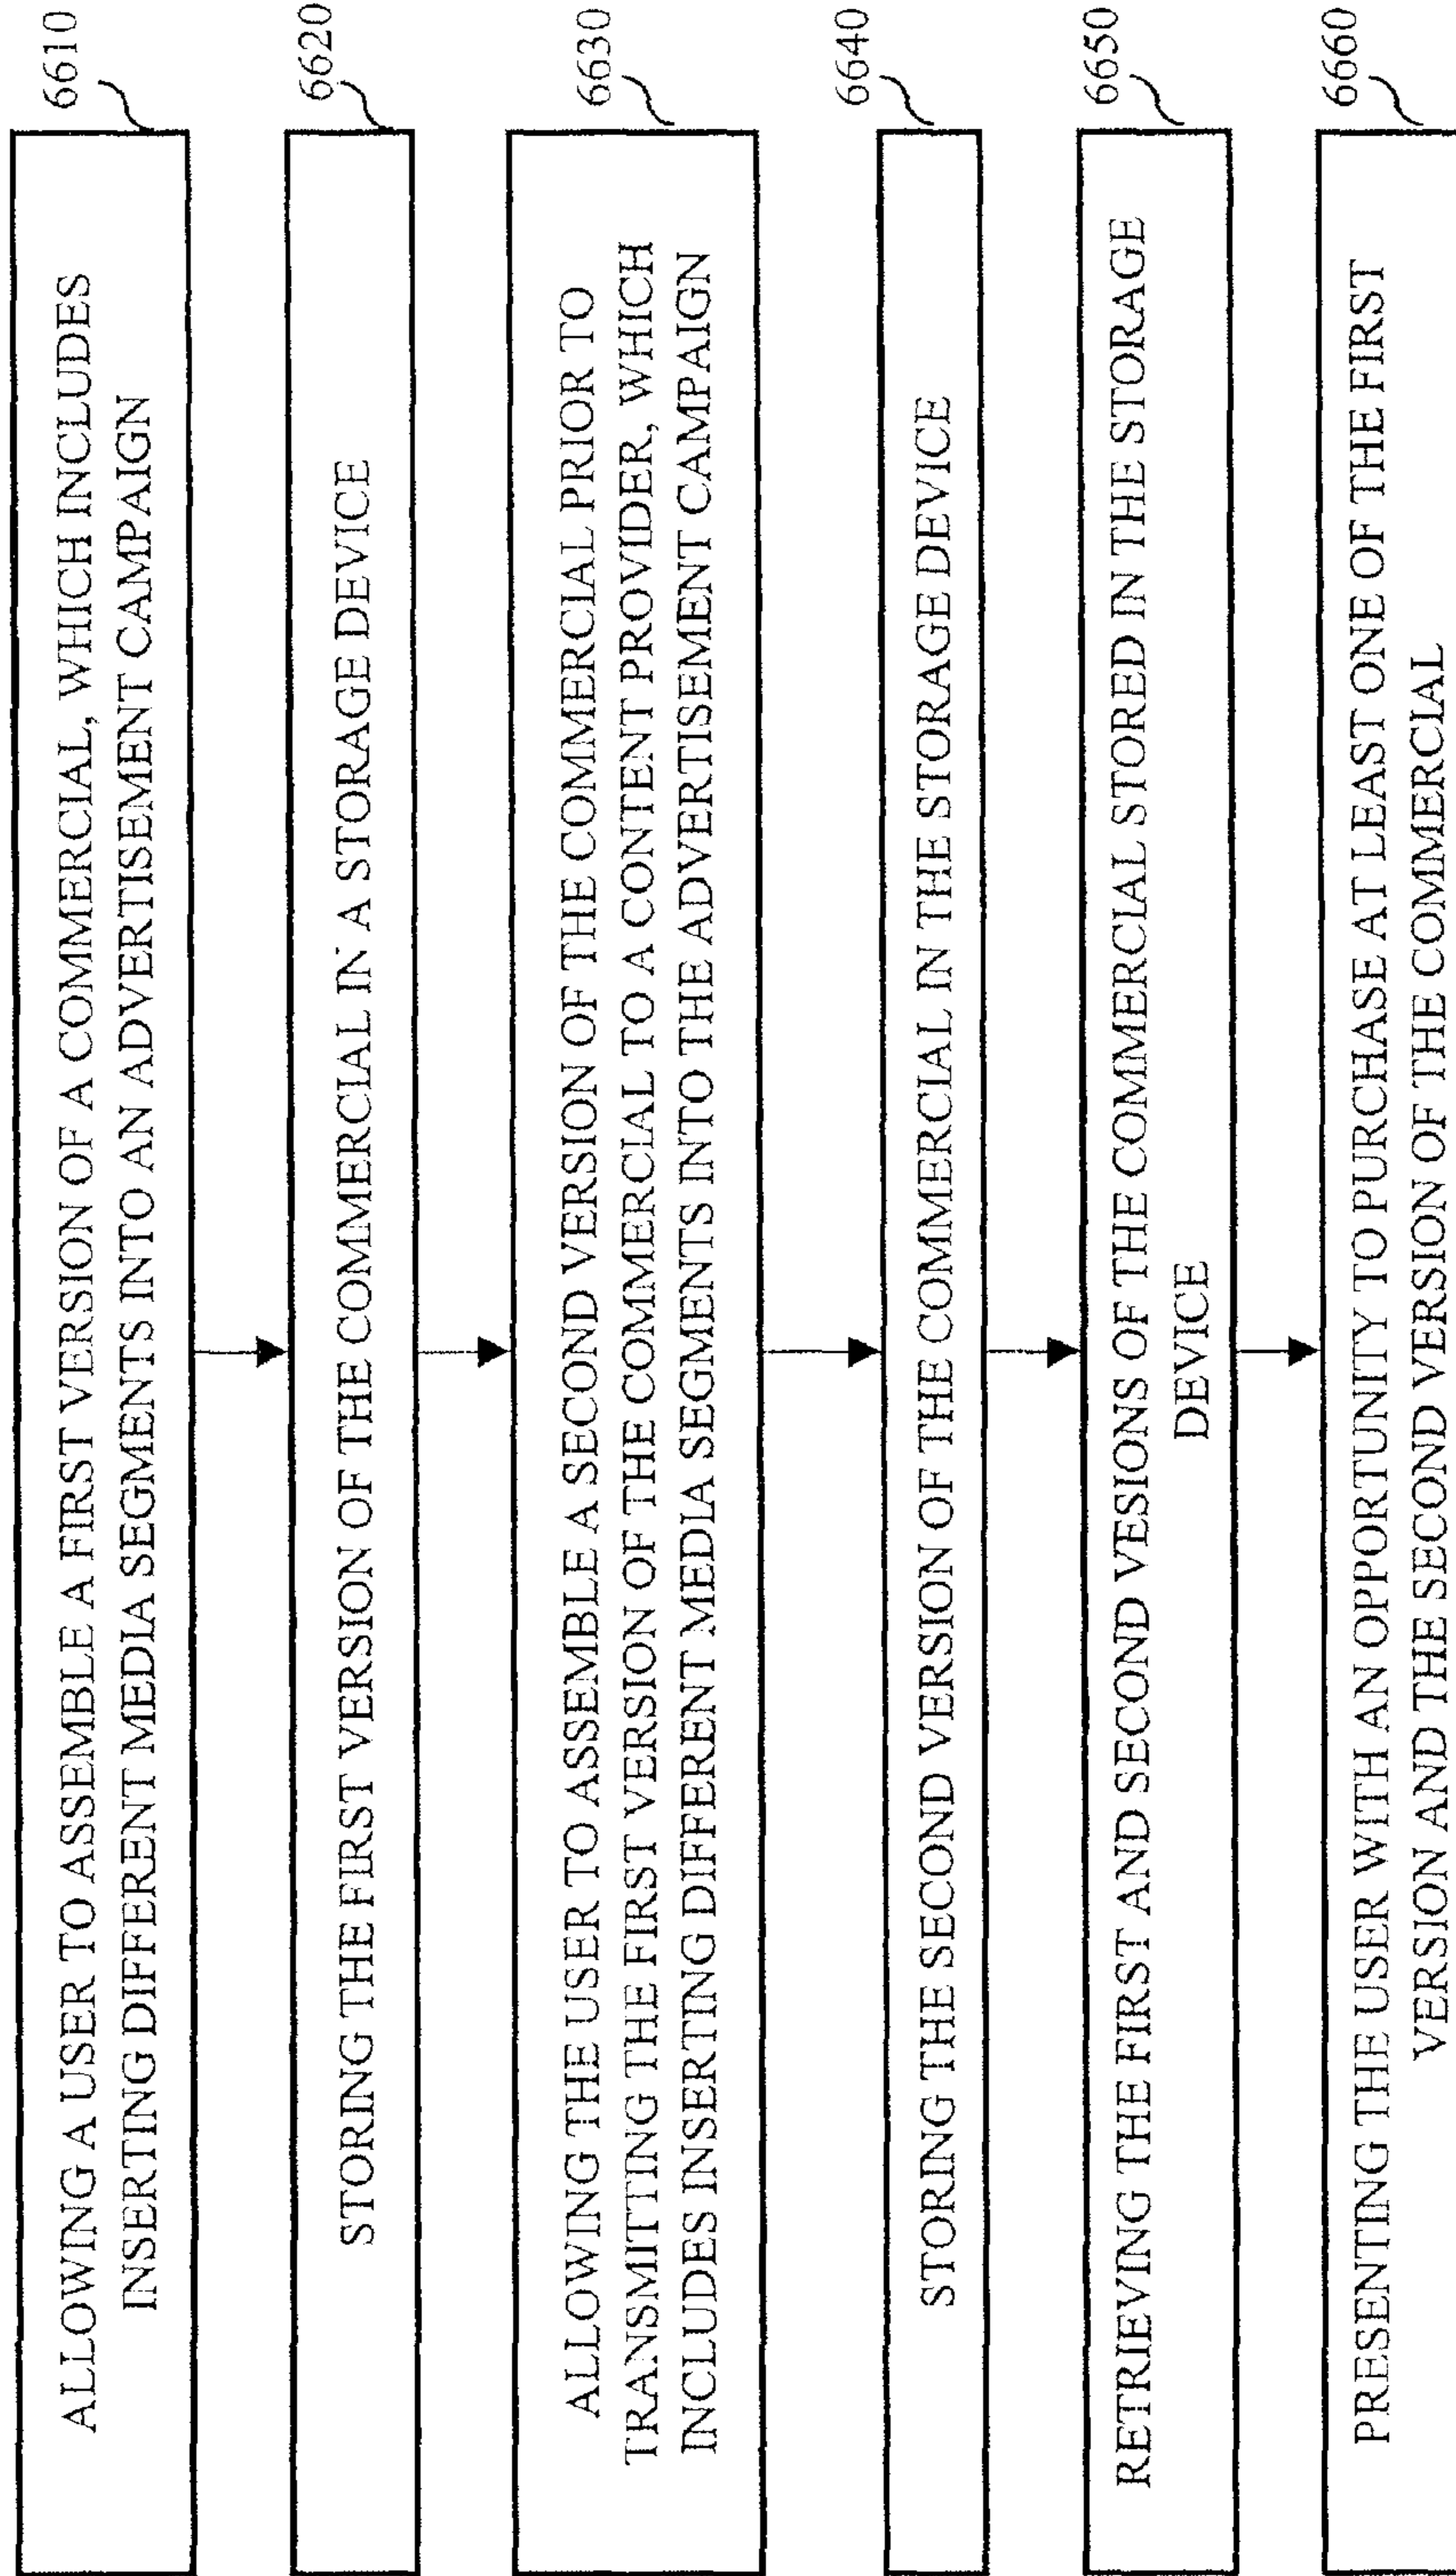 ALLOWING A USER TO ASSEMBLE A FIRST VERSION OF A COMMERCIAL, WHICH INCLUDES
INSERTING DIFFERENT MEDIA SEGMENTS INTO AN ADVERTISEMENT CAMPAIGN
6610
STORING THE FIRST VERSION OF THE COMMERCIAL IN A STORAGE DEVICE
6620
ALLOWING THE USER TO ASSEMBLE A SECOND VERSION OF THE COMMERCIAL PRIOR TO
TRANSMITTING THE FIRST VERSION OF THE COMMERCIAL TO A CONTENT PROVIDER, WHICH
INCLUDES INSERTING DIFFERENT MEDIA SEGMENTS INTO THE ADVERTISEMENT CAMPAIGN
6630
STORING THE SECOND VERSION OF THE COMMERCIAL IN THE STORAGE DEVICE
6640
RETRIEVING THE FIRST AND SECOND VESIONS OF THE COMMERCIAL STORED IN THE STORAGE
DEVICE
6650
PRESENTING THE USER WITH AN OPPORTUNITY TO PURCHASE AT LEAST ONE OF THE FIRST
VERSION AND THE SECOND VERSION OF THE COMMERCIAL
6660